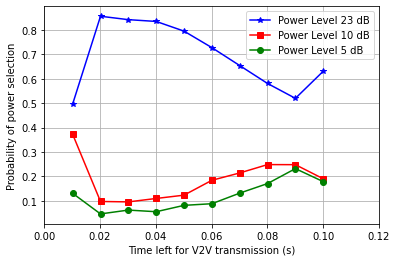 Power Level 23 dB
Power Level 10 dB
Power Level 5 dB
Probability of power selection
0.8
0.7
0.6
0.5
0.4
0.3
0.2
0.1
0.00 0.02 0.04 0.06 0.08 0.10 0.12
Time left for V2V transmission (s)